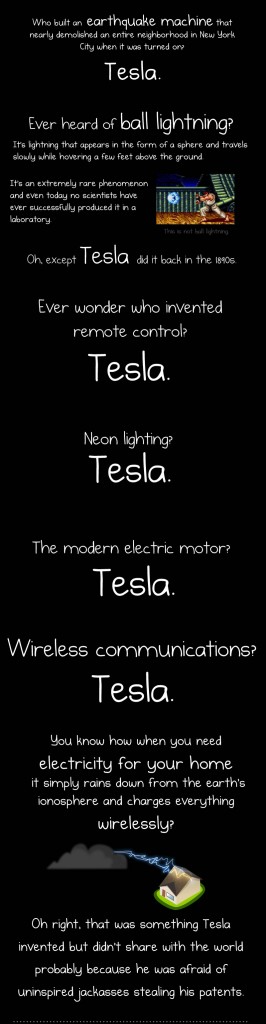 Who built an earthquake machine that
nearly demolished an entire neighborhood in New York
City when it was turned on?
Tesla.
Ever heard of ball lightning?
It's lightning that appears in the form of a sphere and travels
slowly while hovering a few feet above the ground.
It's an extremely rare phenomenon
and even today no scientists have
ever successfully produced it in a
laboratory.
This is not ball lightning.
Oh, except Tesla did it back in the 1890s.
Ever wonder who invented
remote control?
Tesla.
Neon lighting?
Tesla.
The modern electric motor?
Tesla.
Wireless communications?
Tesla.
You know how when you need
electricity for your home
it simply rains down from the earth's
ionosphere and charges everything
wirelessly?
Oh right, that was something Tesla
invented but didn't share with the world
probably because he was afraid of
uninspired jackasses stealing his patents.